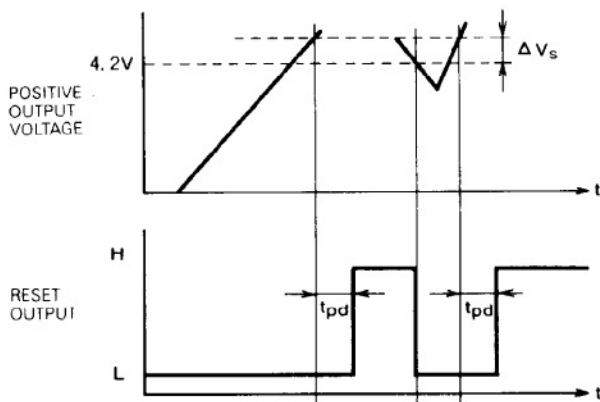 ΔVs
4.2V
POSITIVE
OUTPUT
VOLTAGE
t
H
RESET
OUTPUT
tpd
tpd
L
t